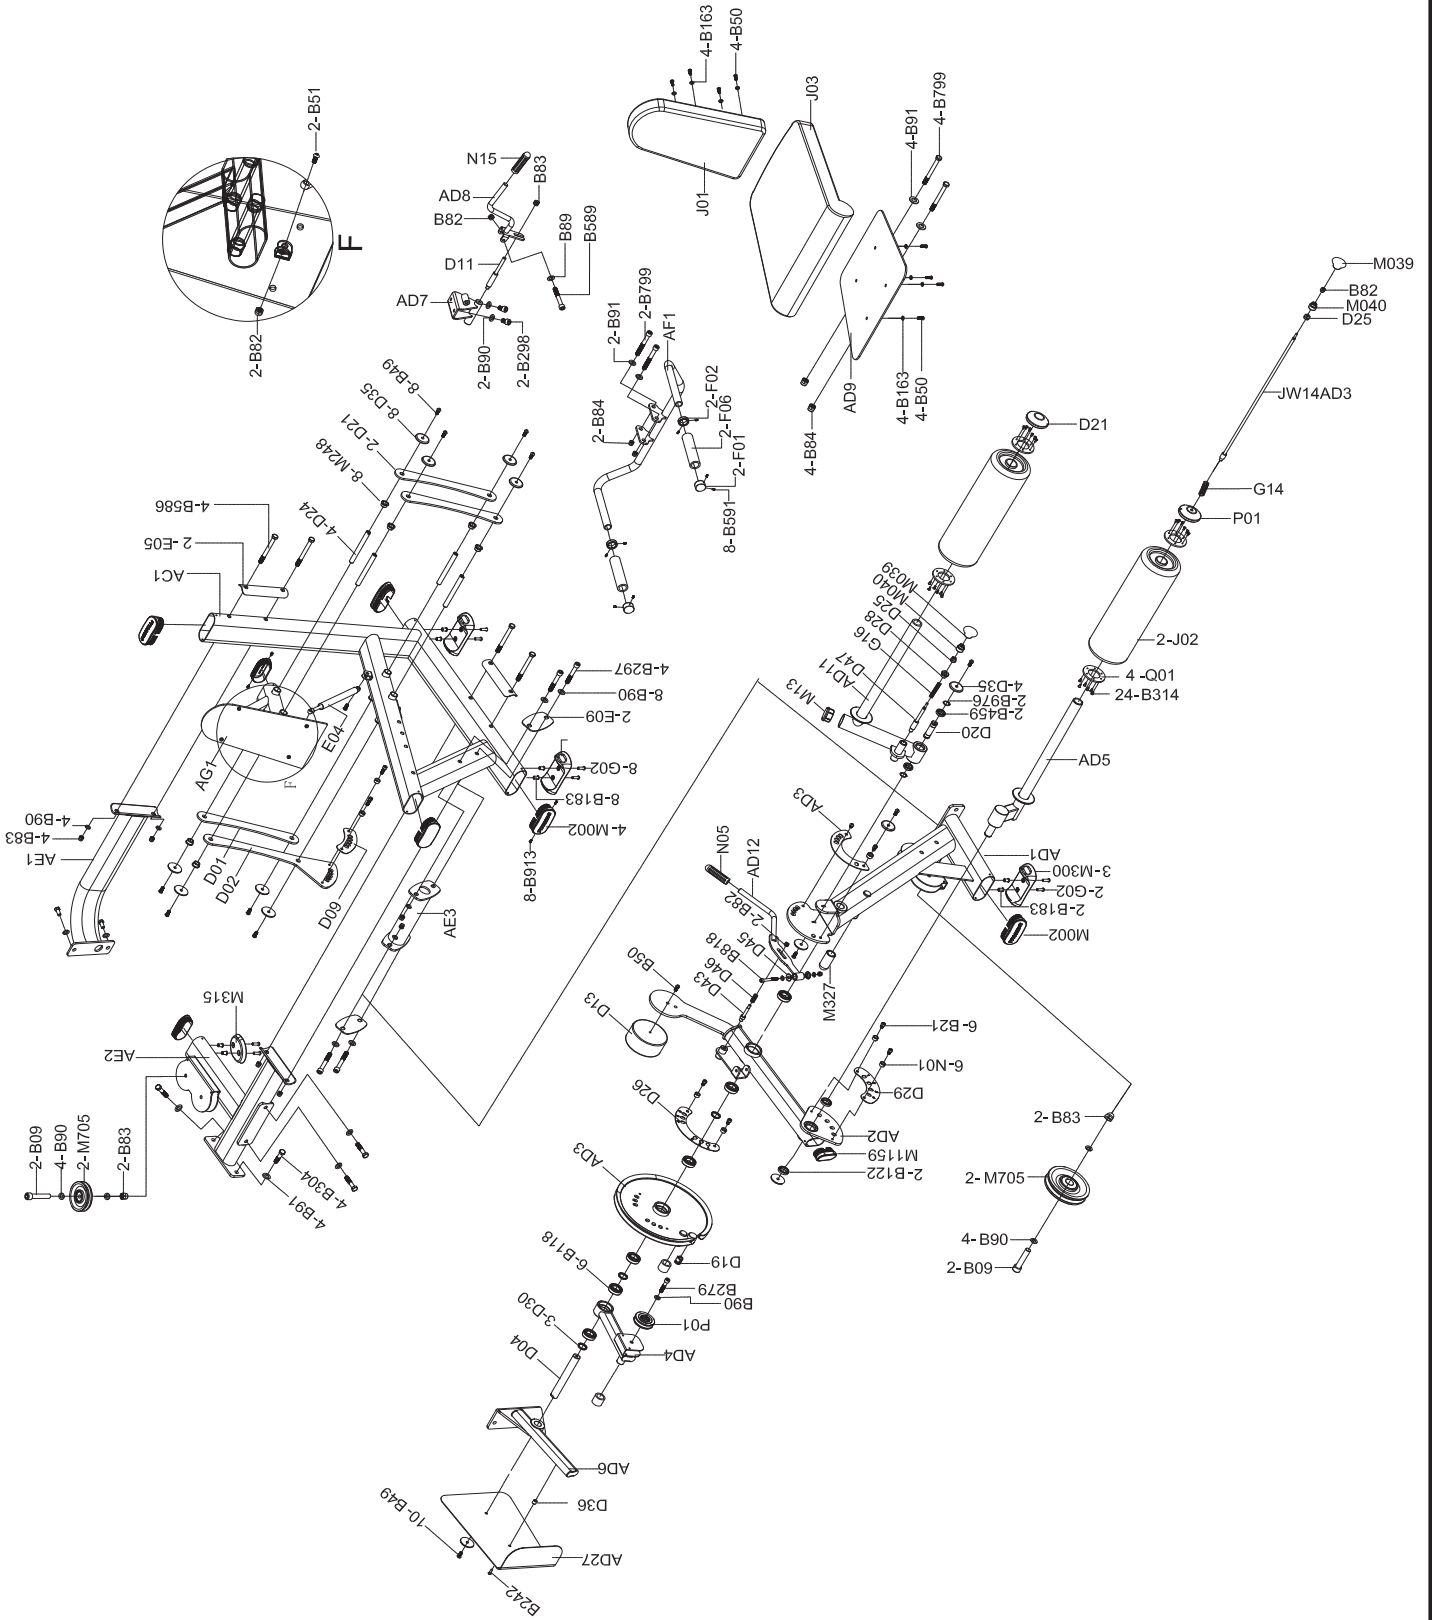 4-B163
4-B50
J03
4-B91
4-B799
J01
2-B51
F
2-B82
N15
AD8
B83
B82
B89
B589
D11
AD7
2-B90
2-B298
2-B91
2-B799
AF1
2-B84
2-F02
2-F06
2-F01
8-B591
AD9
4-B163
4-B50
4-B84
8-B49
8-D35
2-D21
8-M248
4-D24
4-B586
2-E05
AC1
4-B297
8-B90
2-E09
8-G02
8-B183
4-M002
8-B913
E04
AG1
F
4-B90
4-B83
AE1
D01
D02
D09
AE3
M315
AE2
2-B09
4-B90
2-M705
2-B83
4-B304
4-B91
M039
B82
M040
D25
JW14AD3
D21
G14
P01
2-J02
4-Q01
24-B314
AD5
M039
M040
D25
D28
G16
D47
AD11
M13
4-D35
2-B976
2-B459
D20
AD3
N05
AD12
2-B82
D45
B818
D46
D43
B50
D13
M327
AD1
3-M300
2-G02
2-B183
M002
6-B21
6-N01
D29
AD2
M1159
2-B122
D26
AD3
D19
B279
B90
P01
AD4
6-B118
3-D30
D04
AD6
D36
AD27
10-B49
B242
2-B83
2-M705
4-B90
2-B09